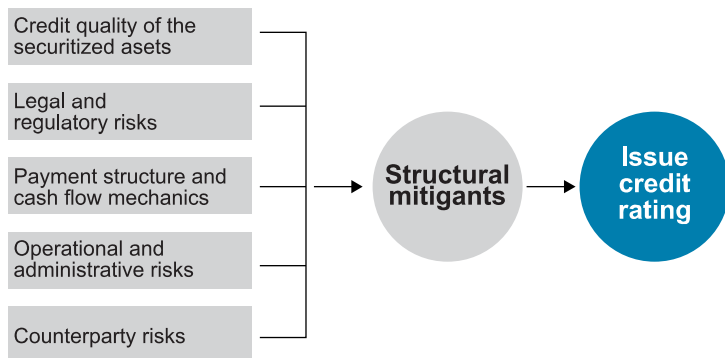 Credit quality of the
securitized asets
Legal and
regulatory risks
Payment structure and
cash flow mechanics
Operational and
administrative risks
Counterparty risks
Structural
mitigants
Issue
credit
rating